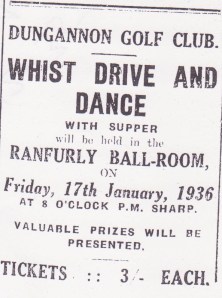 DUNGANNON GOLF CLUB.
WHIST DRIVE AND
DANCE
WITH SUPPER
will be held in the
RANFURLY BALL-ROOM,
ON
Friday, 17th January, 1936
AT 8 O'CLOCK P.M. SHARP.
VALUABLE PRIZES WILL BE
PRESENTED.
TICKETS :: 3/- EACH.